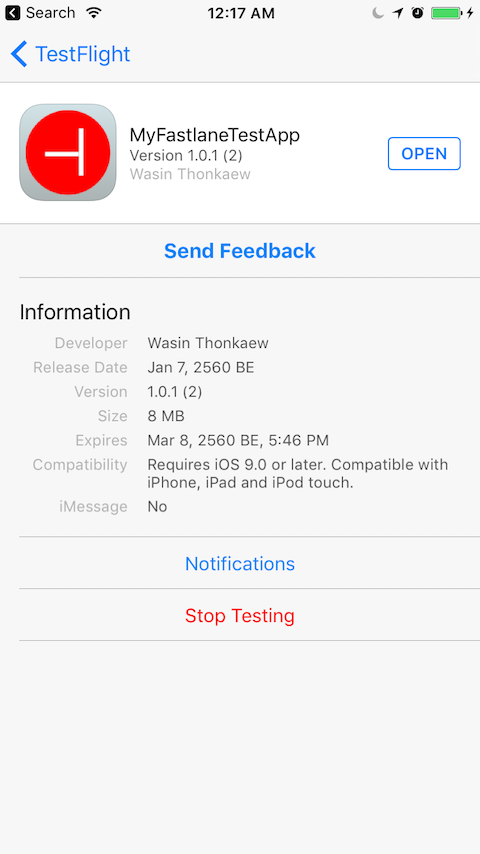 Search
12:17 AM
TestFlight
MyFastlaneTestApp
Version 1.0.1 (2)
Wasin Thonkaew
OPEN
Send Feedback
Information
Developer Wasin Thonkaew
Release Date Jan 7, 2560 BE
Version 1.0.1 (2)
Size 8 MB
Expires Mar 8, 2560 BE, 5:46 PM
Compatibility Requires iOS 9.0 or later. Compatible with
iPhone, iPad and iPod touch.
iMessage No
Notifications
Stop Testing